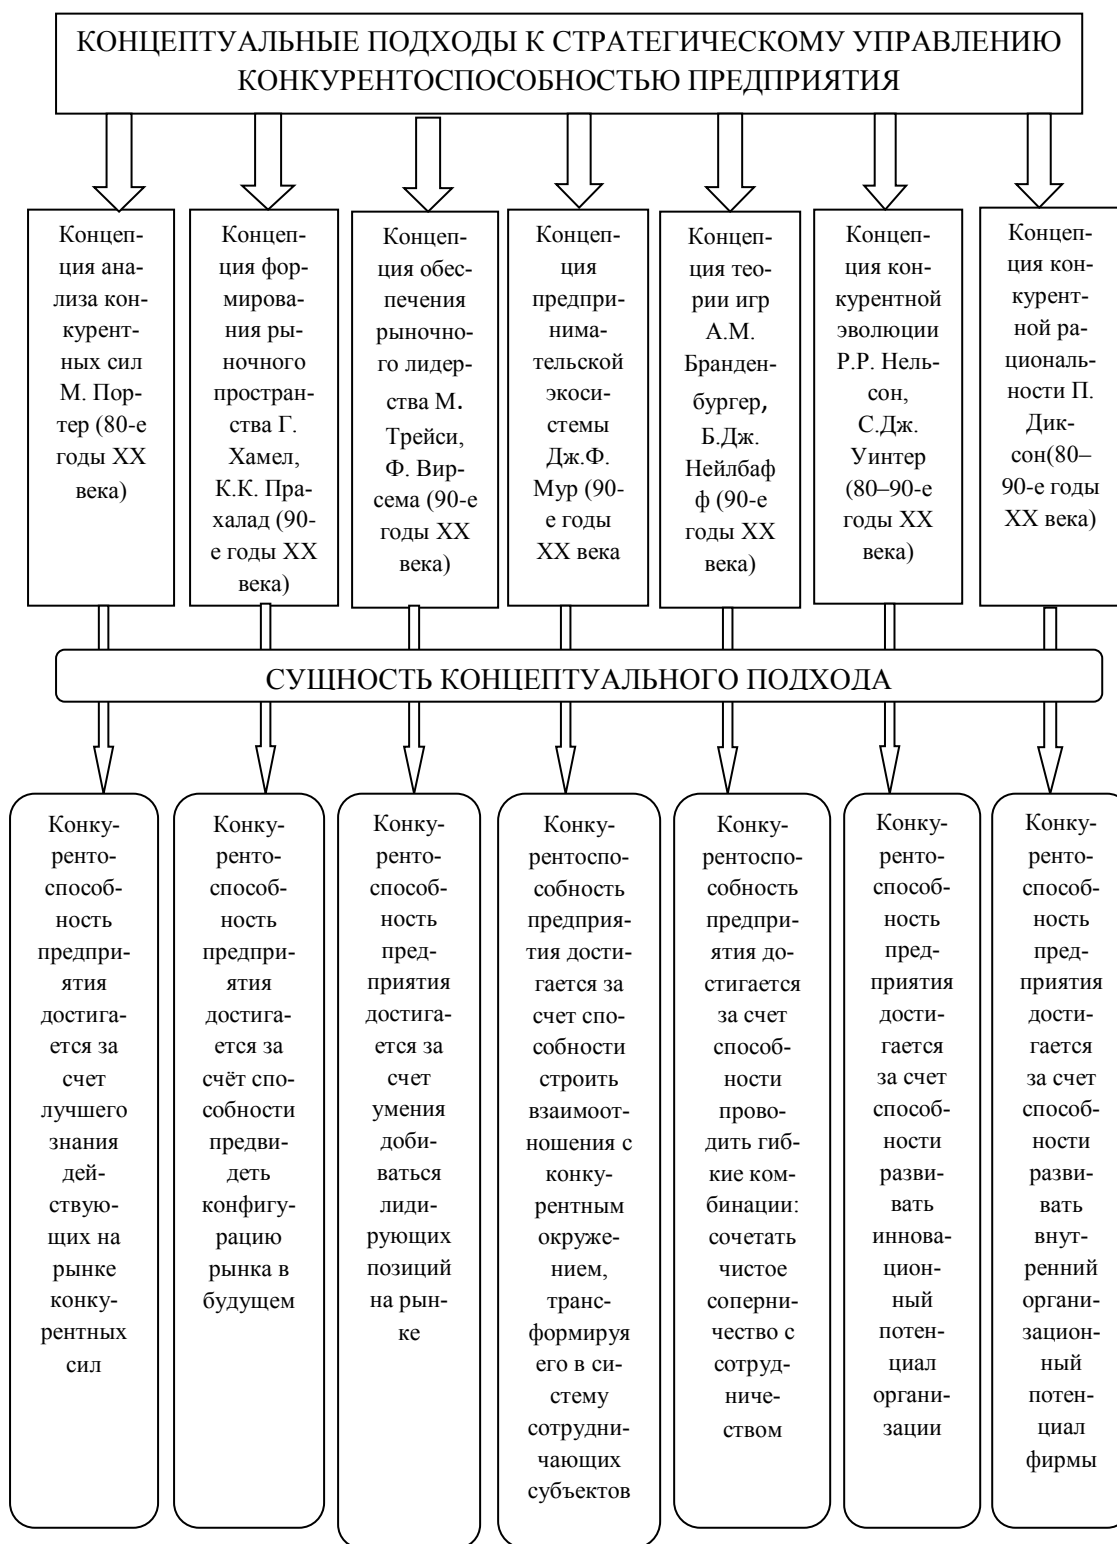 КОНЦЕПТУАЛЬНЫЕ ПОДХОДЫ К СТРАТЕГИЧЕСКОМУ УПРАВЛЕНИЮ
КОНКУРЕНТОСПОСОБНОСТЬЮ ПРЕДПРИЯТИЯ
Концеп-
ция ана-
лиза кон-
курент-
ных сил
М. Пор-
тер (80-е
годы XX
века)
Концеп-
ция фор-
мирова-
ния ры-
ночного
простран-
ства Г.
Хамел,
К.К. Пра-
халад (90-
е годы XX
века)
Концеп-
ция обес-
печения
рыночно-
го лидер-
ства М.
Трейси,
Ф. Вир-
сема (90-е
годы XX
века)
Концеп-
ция
предпри-
нима-
тельской
экоси-
стемы
Дж.Ф.
Мур (90-
е годы
XX века
Концеп-
ция тео-
рии игр
А.М.
Бранден-
бургер,
Б.Дж.
Нейлбаф
ф (90-е
годы XX
века)
Концеп-
ция кон-
курентной
эволюции
Р.Р. Нель-
сон,
С.Дж.
Уинтер
(80–90-е
годы XX
века)
Концеп-
ция кон-
курент-
ной ра-
циональ-
ности П.
Дик-
сон(80–
90-е годы
XX века)
СУЩНОСТЬ КОНЦЕПТУАЛЬНОГО ПОДХОДА
Конку-
ренто-
способ-
ность
предпри-
ятия
достига-
ется за
счет
лучшего
знания
дей-
ствую-
щих на
рынке
конку-
рентных
сил
Конку-
ренто-
способ-
ность
предпри-
ятия
достига-
ется за
счёт спо-
собности
предви-
деть
конфигу-
рацию
рынка в
будущем
Конку-
ренто-
способ-
ность
пред-
приятия
достига-
ется за
счет
умения
доби-
ваться
лиди-
рующих
позиций
на рын-
ке
Конку-
рентоспо-
собность
предприя-
тия дости-
гается за
счет спо-
собности
строить
взаимоот-
ношения с
конку-
рентным
окруже-
нием,
транс-
формируя
его в си-
стему
сотрудни-
чающих
субъектов
Конку-
рентоспо-
собность
предпри-
ятия до-
стигается
за счет
способ-
ности
прово-
дить гиб-
кие ком-
бинации:
сочетать
чистое
соперни-
чество с
сотруд-
ниче-
ством
Конку-
ренто-
способ-
ность
пред-
приятия
дости-
гается
за счет
способ-
ности
разви-
вать
иннова-
цион-
ный
потен-
циал
органи-
зации
Конку-
ренто-
способ-
ность
пред-
приятия
дости-
гается
за счет
способ-
ности
разви-
вать
внут-
ренний
органи-
зацион-
ный
потен-
циал
фирмы